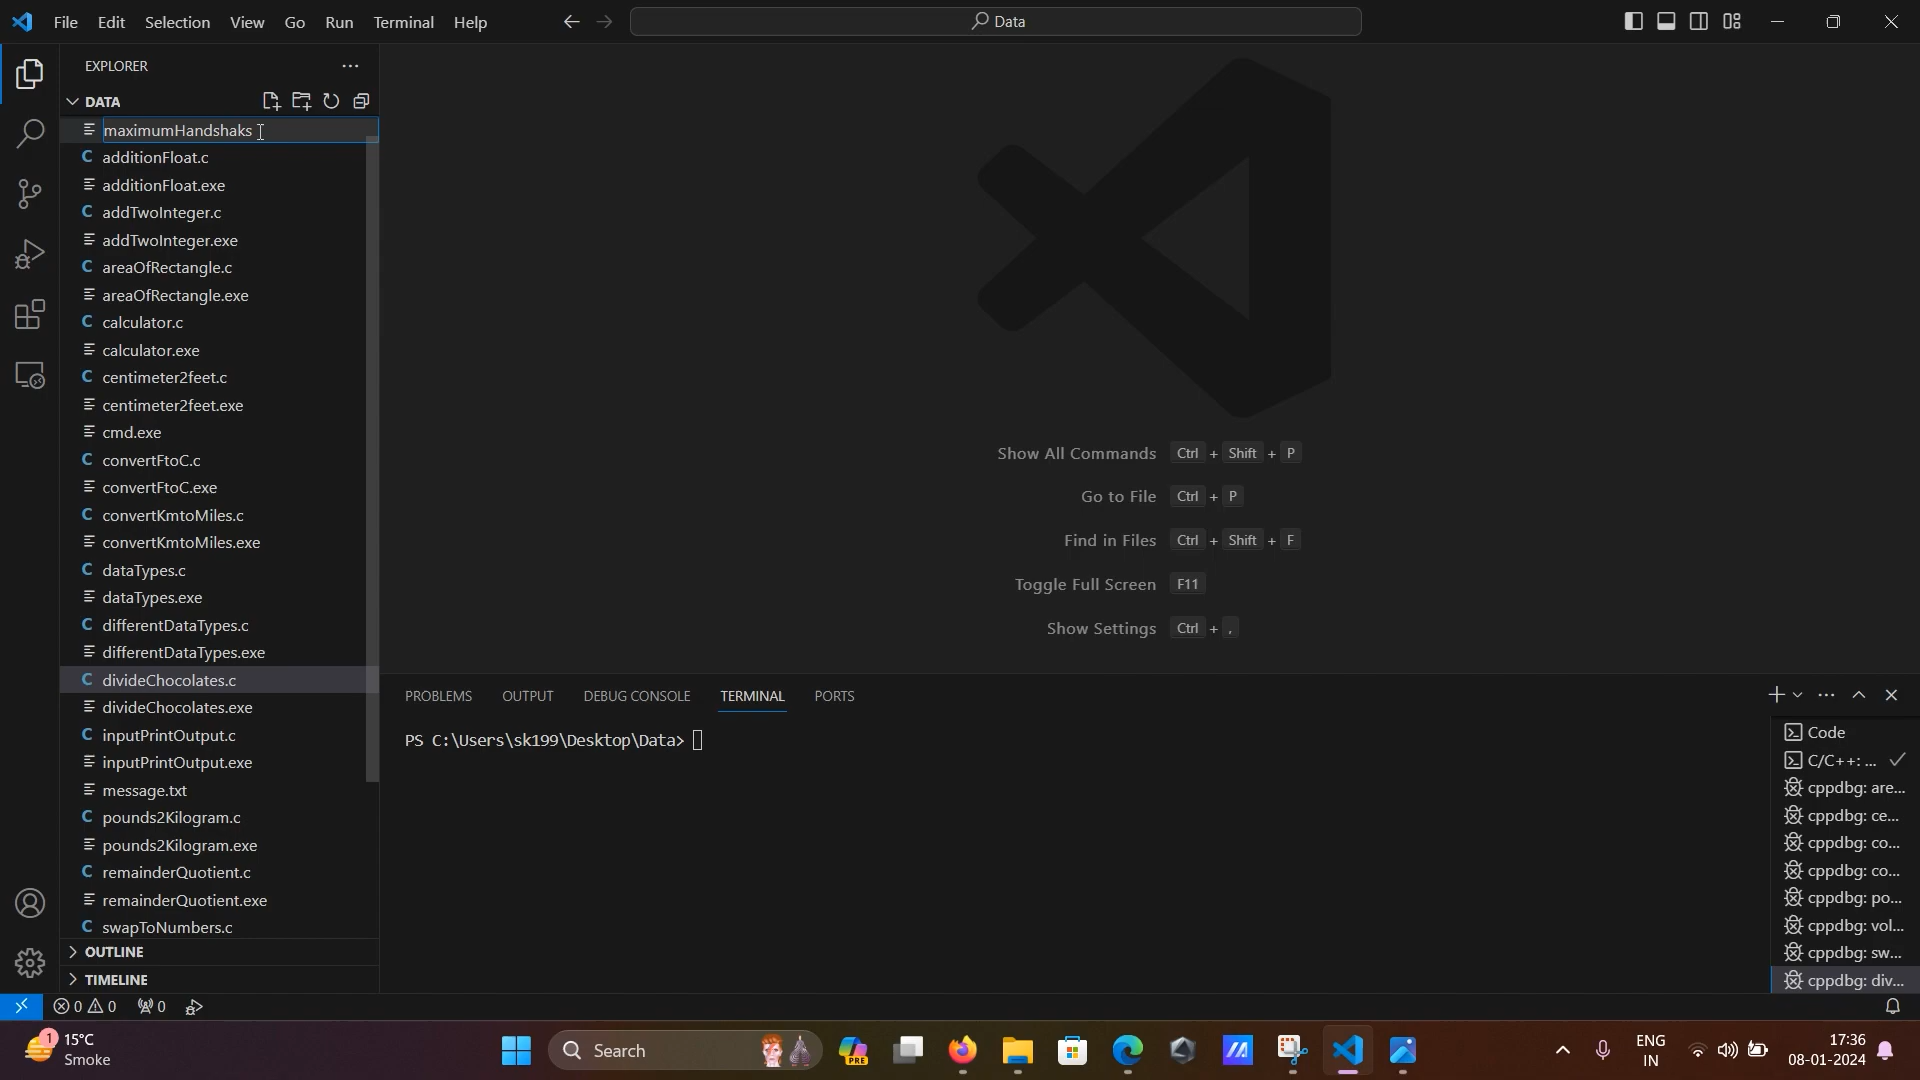 File Edit Selection View Go Run Terminal Help
Data
EXPLORER
DATA
maximumHandshaks
additionFloat.c
additionFloat.exe
addTwoInteger.c
addTwoInteger.exe
areaOfRectangle.c
areaOfRectangle.exe
calculator.c
calculator.exe
centimeter2feet.c
centimeter2feet.exe
cmd.exe
convertFtoC.c
convertFtoC.exe
convertKmtoMiles.c
convertKmtoMiles.exe
dataTypes.c
dataTypes.exe
differentDataTypes.c
differentDataTypes.exe
divideChocolates.c
divideChocolates.exe
inputPrintOutput.c
inputPrintOutput.exe
message.txt
pounds2Kilogram.c
pounds2Kilogram.exe
remainderQuotient.c
remainderQuotient.exe
swapToNumbers.c
OUTLINE
TIMELINE
Show All Commands Ctrl + Shift + P
Go to File Ctrl + P
Find in Files Ctrl + Shift + F
Toggle Full Screen F11
Show Settings Ctrl + ,
PROBLEMS OUTPUT DEBUG CONSOLE TERMINAL PORTS
PS C:\Users\sk199\Desktop\Data>
Code
C/C++: ...
cppdbg: are...
cppdbg: ce...
cppdbg: co...
cppdbg: co...
cppdbg: po...
cppdbg: vol...
cppdbg: sw...
cppdbg: div...
0 0 0
1 15°C
Smoke
Search
PRE
ENG
IN
17:36
08-01-2024